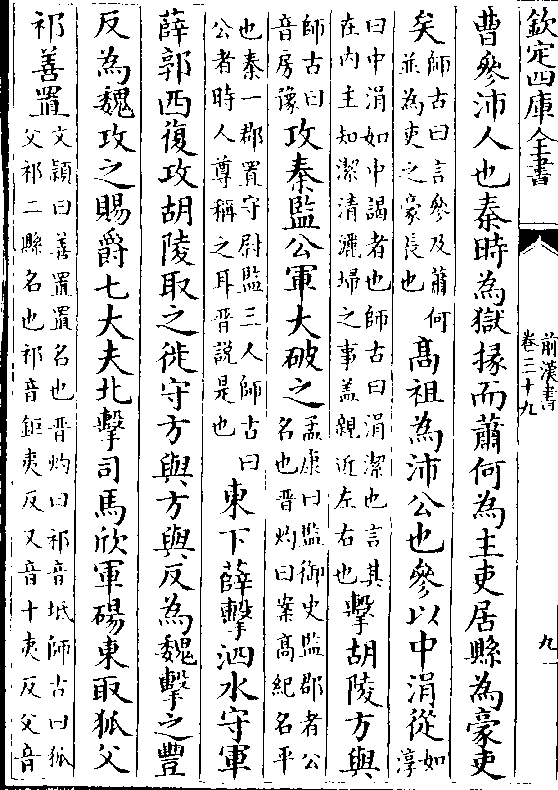 欽定四庫全書
前漢書
卷三十九
九
曹參沛人也秦時為獄掾而蕭何為主吏居縣為豪吏
矣
師古曰言參及蕭何
並為吏之豪長也
髙祖為沛公也參以中涓從
如
淳
曰中涓如中謁者也師古曰涓潔也言其
在内主知潔清灑埽之事盖親近左右也
擊胡陵方與
師古曰
音房豫
攻秦監公軍大破之
孟康曰監御史監郡者公
名也晋灼曰案髙紀名平
也秦一郡置守尉監三人師古曰
公者時人尊稱之耳晋説是也
東下薛擊泗水守軍
薛郭西復攻胡陵取之徙守方與方與反為魏擊之豐
反為魏攻之賜爵七大夫北擊司馬欣軍碭東取狐父
祁善置
文穎曰善置置名也晋灼曰祁音坻師古曰狐
父祁二縣名也祁音鉅夷反又音十夷反父音